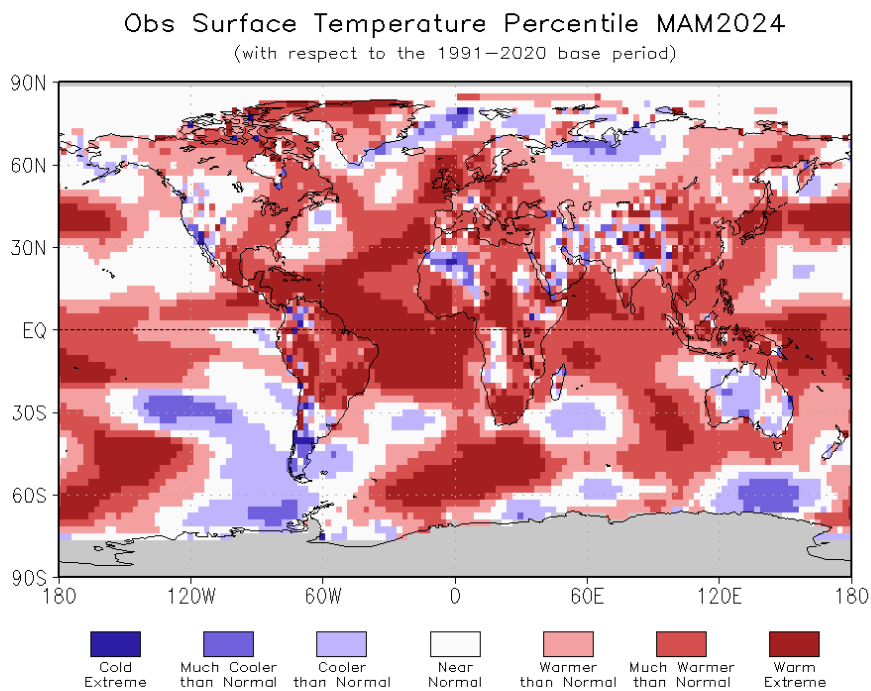 Obs Surface Temperature Percentile MAM2024
(with respect to the 1991–2020 base period)
90N
60N
30N
EQ
30S
60S
90S
180 120W 60W 0 60E 120E 180
Cold Extreme
Much Cooler than Normal
Cooler than Normal
Near Normal
Warmer than Normal
Much Warmer than Normal
Warm Extreme